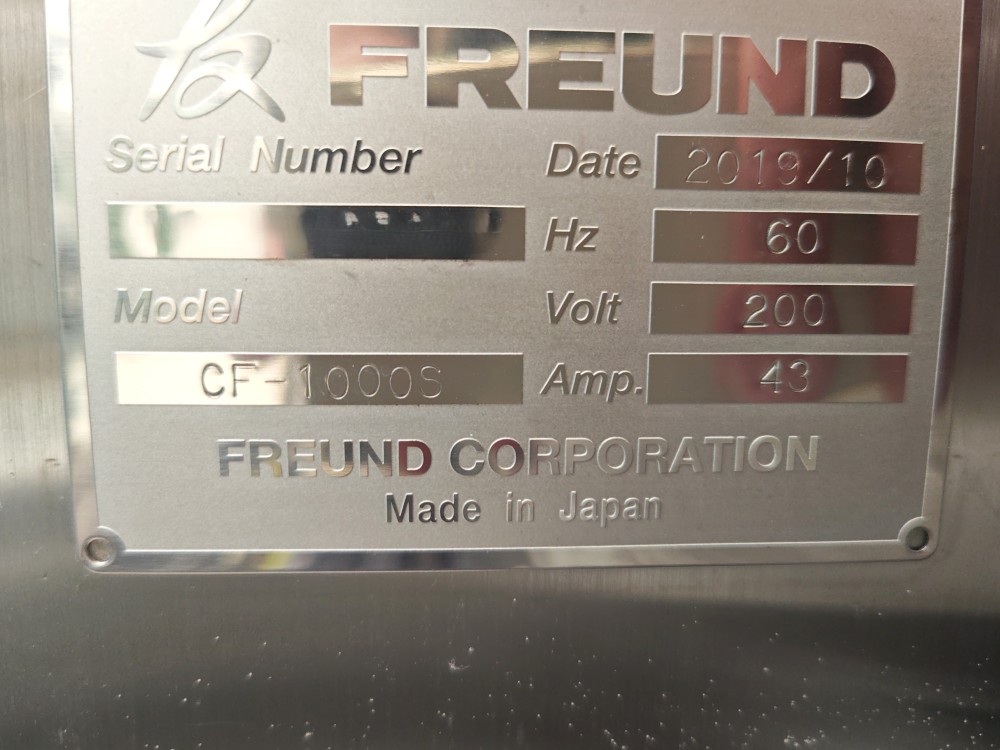 FREUND
Serial Number Date 2019/10
Hz 60
Model Volt 200
CF-1000S Amp. 43
FREUND CORPORATION
Made in Japan